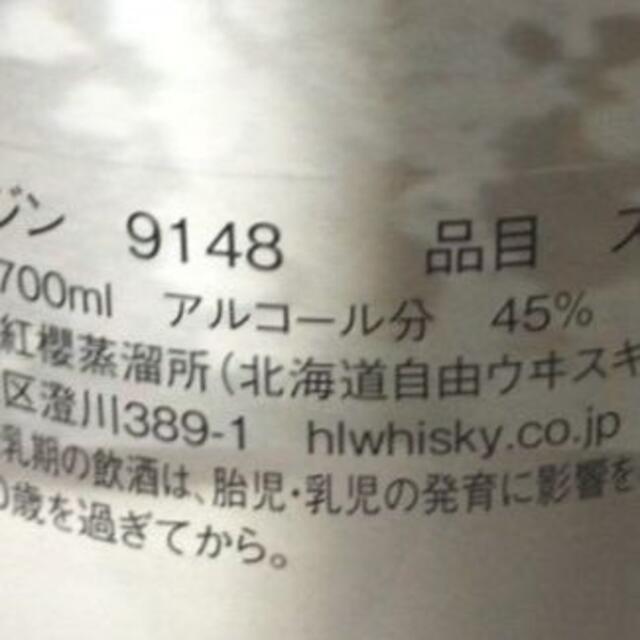 ジン 9148 品目 ス
700ml アルコール分 45%
紅櫻蒸溜所(北海道自由ウヰスキ
区澄川389-1 hlwhisky.co.jp
乳期の飲酒は、胎児・乳児の発育に影響を
0歳を過ぎてから。